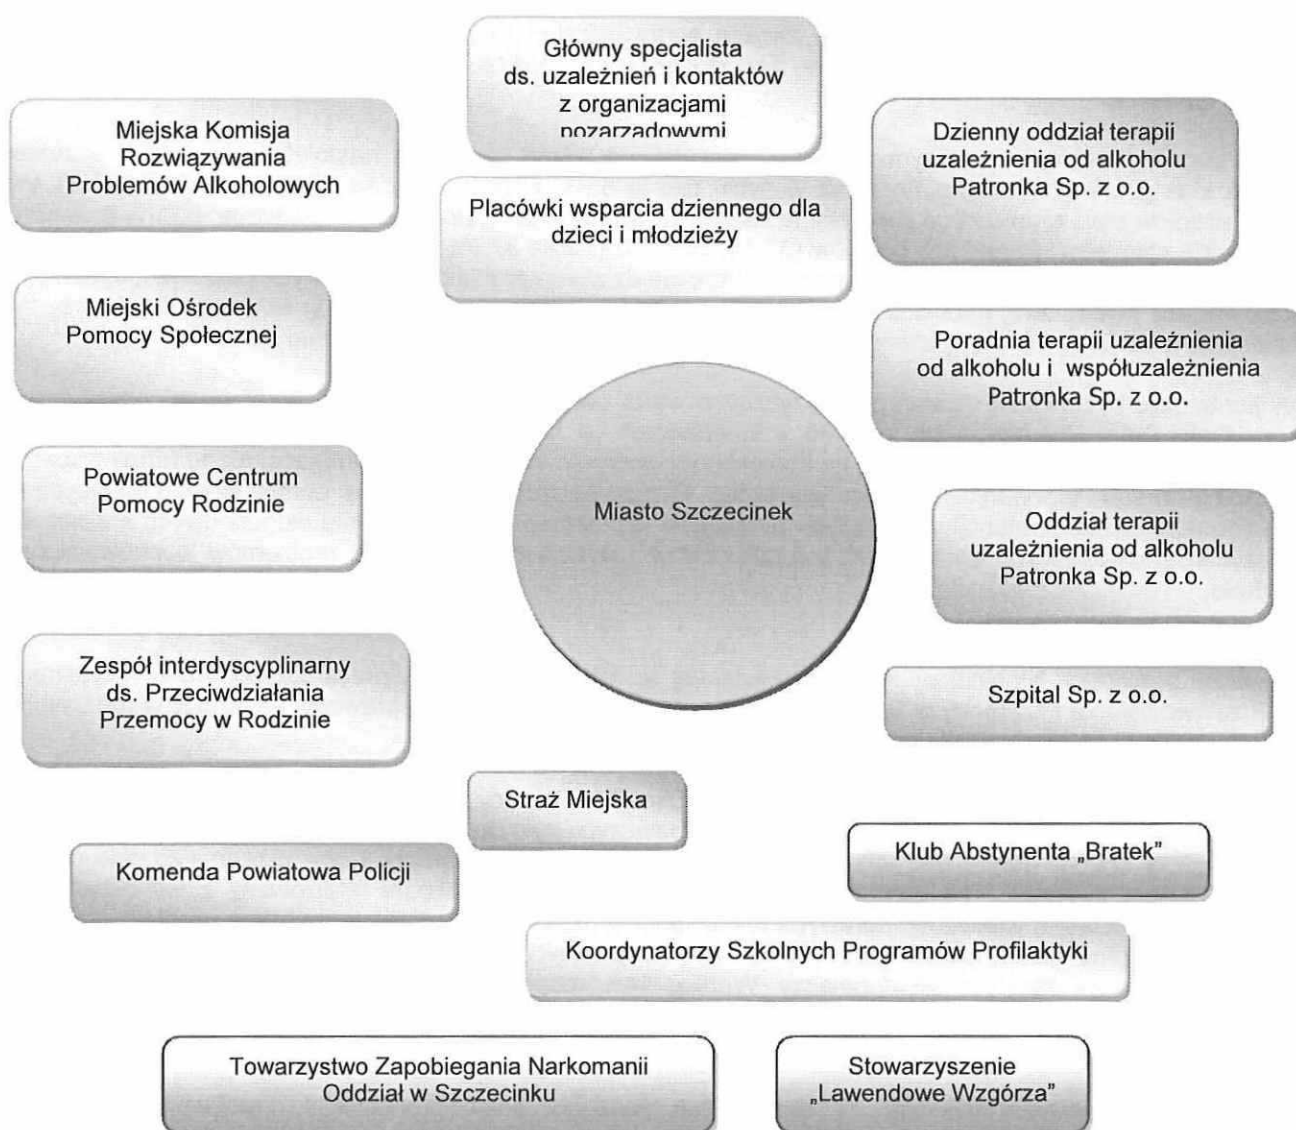 Główny specjalista
ds. uzależnień i kontaktów
z organizacjami
pozarządowymi
Miejska Komisja
Rozwiązywania
Problemów Alkoholowych
Dzienny oddział terapii
uzależnienia od alkoholu
Patronka Sp. z o.o.
Placówki wsparcia dziennego dla
dzieci i młodzieży
Miejski Ośrodek
Pomocy Społecznej
Poradnia terapii uzależnienia
od alkoholu i współuzależnienia
Patronka Sp. z o.o.
Powiatowe Centrum
Pomocy Rodzinie
Miasto Szczecinek
Oddział terapii
uzależnienia od alkoholu
Patronka Sp. z o.o.
Zespół interdyscyplinarny
ds. Przeciwdziałania
Przemocy w Rodzinie
Szpital Sp. z o.o.
Straż Miejska
Klub Abstynenta „Bratek”
Komenda Powiatowa Policji
Koordynatorzy Szkolnych Programów Profilaktyki
Towarzystwo Zapobiegania Narkomanii
Oddział w Szczecinku
Stowarzyszenie
„Lawendowe Wzgórza”